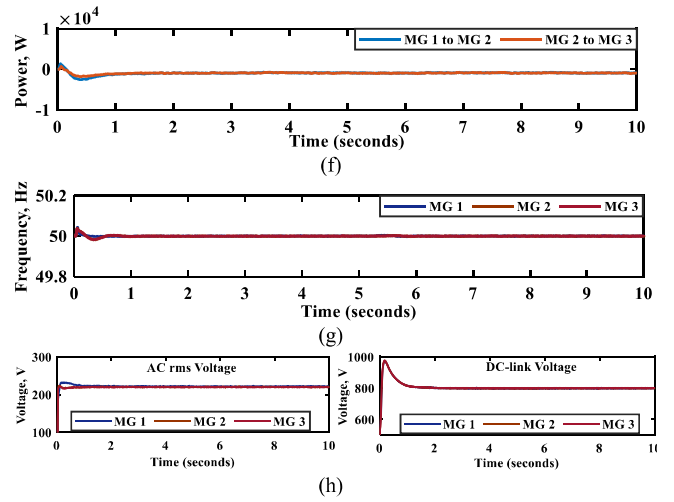 ×10⁴
1
0
-1
Power, W
MG 1 to MG 2 MG 2 to MG 3
0 1 2 3 4 5 6 7 8 9 10
Time (seconds)
(f)
50.2
50
49.8
Frequency, Hz
MG 1 MG 2 MG 3
0 1 2 3 4 5 6 7 8 9 10
Time (seconds)
(g)
300
200
100
Voltage, V
AC rms Voltage
MG 1 MG 2 MG 3
0 2 4 6 8 10
Time (seconds)
1000
800
600
Voltage, V
DC-link Voltage
MG 1 MG 2 MG 3
0 2 4 6 8 10
Time (seconds)
(h)